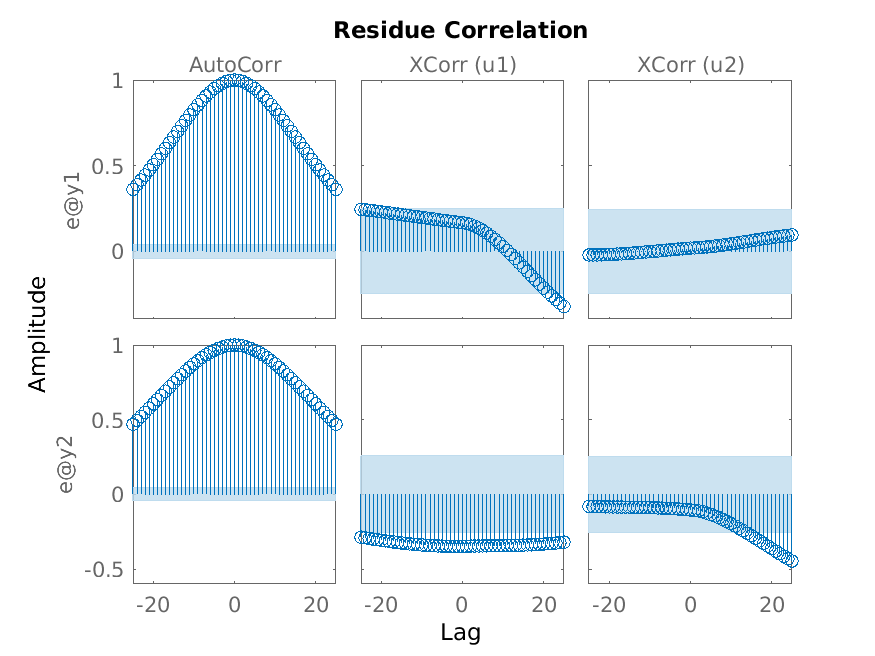 Residue Correlation
AutoCorr
XCorr (u1)
XCorr (u2)
1
0.5
0
e@y1
Amplitude
1
0.5
0
-0.5
e@y2
-20 0 20
-20 0 20
-20 0 20
Lag